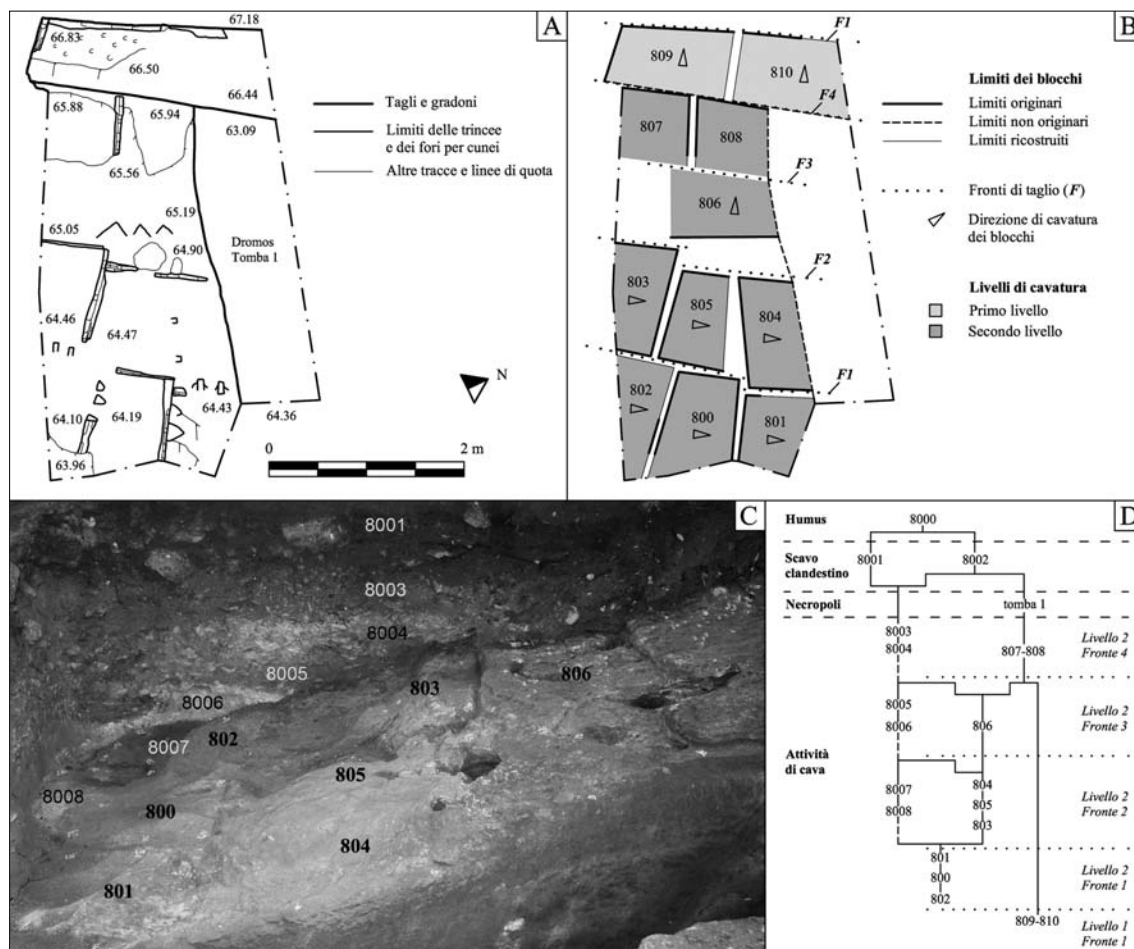 A
67.18
66.83
66.50
66.44
65.88
65.94
63.09
65.56
65.19
65.05
64.90
Dromos
Tomba 1
64.46
64.47
64.10
64.19
64.43
64.36
63.96
Tagli e gradoni
Limiti delle trincee
e dei fori per cunei
Altre tracce e linee di quota
N
0
2 m
B
F1
809
810
F4
807
808
F3
806
F2
803
805
804
F1
802
800
801
Limiti dei blocchi
Limiti originari
Limiti non originari
Limiti ricostruiti
Fronti di taglio (F)
Direzione di cavatura
dei blocchi
Livelli di cavatura
Primo livello
Secondo livello
C
8001
8003
8004
8005
8006
8007
8008
803
806
802
805
800
804
801
D
Humus
8000
Scavo
clandestino
8001
8002
Necropoli
tomba 1
8003
8004
807-808
Livello 2
Fronte 4
8005
8006
806
Livello 2
Fronte 3
Attività
di cava
8007
8008
804
805
803
Livello 2
Fronte 2
801
800
802
Livello 2
Fronte 1
809-810
Livello 1
Fronte 1